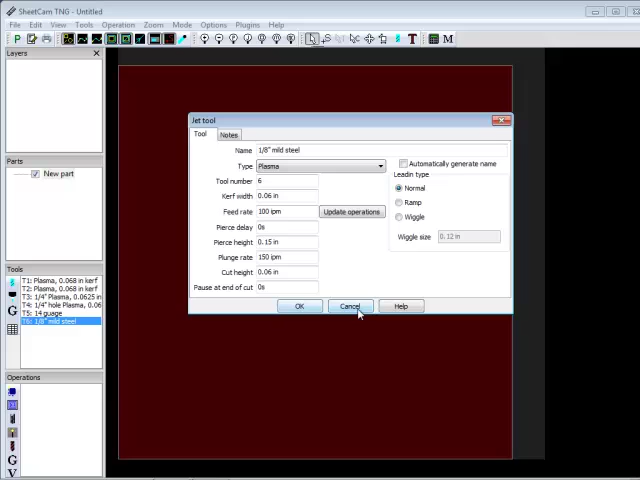 SheetCam TNG - Untitled
File Edit View Tools Operation Zoom Mode Options Plugins Help
P T M
Layers
Parts
New part
Tools
T1: Plasma, 0.068 in kerf
T2: Plasma, 0.068 in kerf
T3: 1/4" Plasma, 0.0625 in
T4: 1/4" hole Plasma, 0.06
T5: 14 guage
T6: 1/8" mild steel
G
Operations
G
V
Jet tool
Tool Notes
Name 1/8" mild steel
Type Plasma Automatically generate name
Tool number 6 Leadin type
Kerf width 0.06 in Normal
Feed rate 100 ipm Update operations Ramp
Pierce delay 0s Wiggle
Pierce height 0.15 in Wiggle size 0.12 in
Plunge rate 150 ipm
Cut height 0.06 in
Pause at end of cut 0s
OK Cancel Help